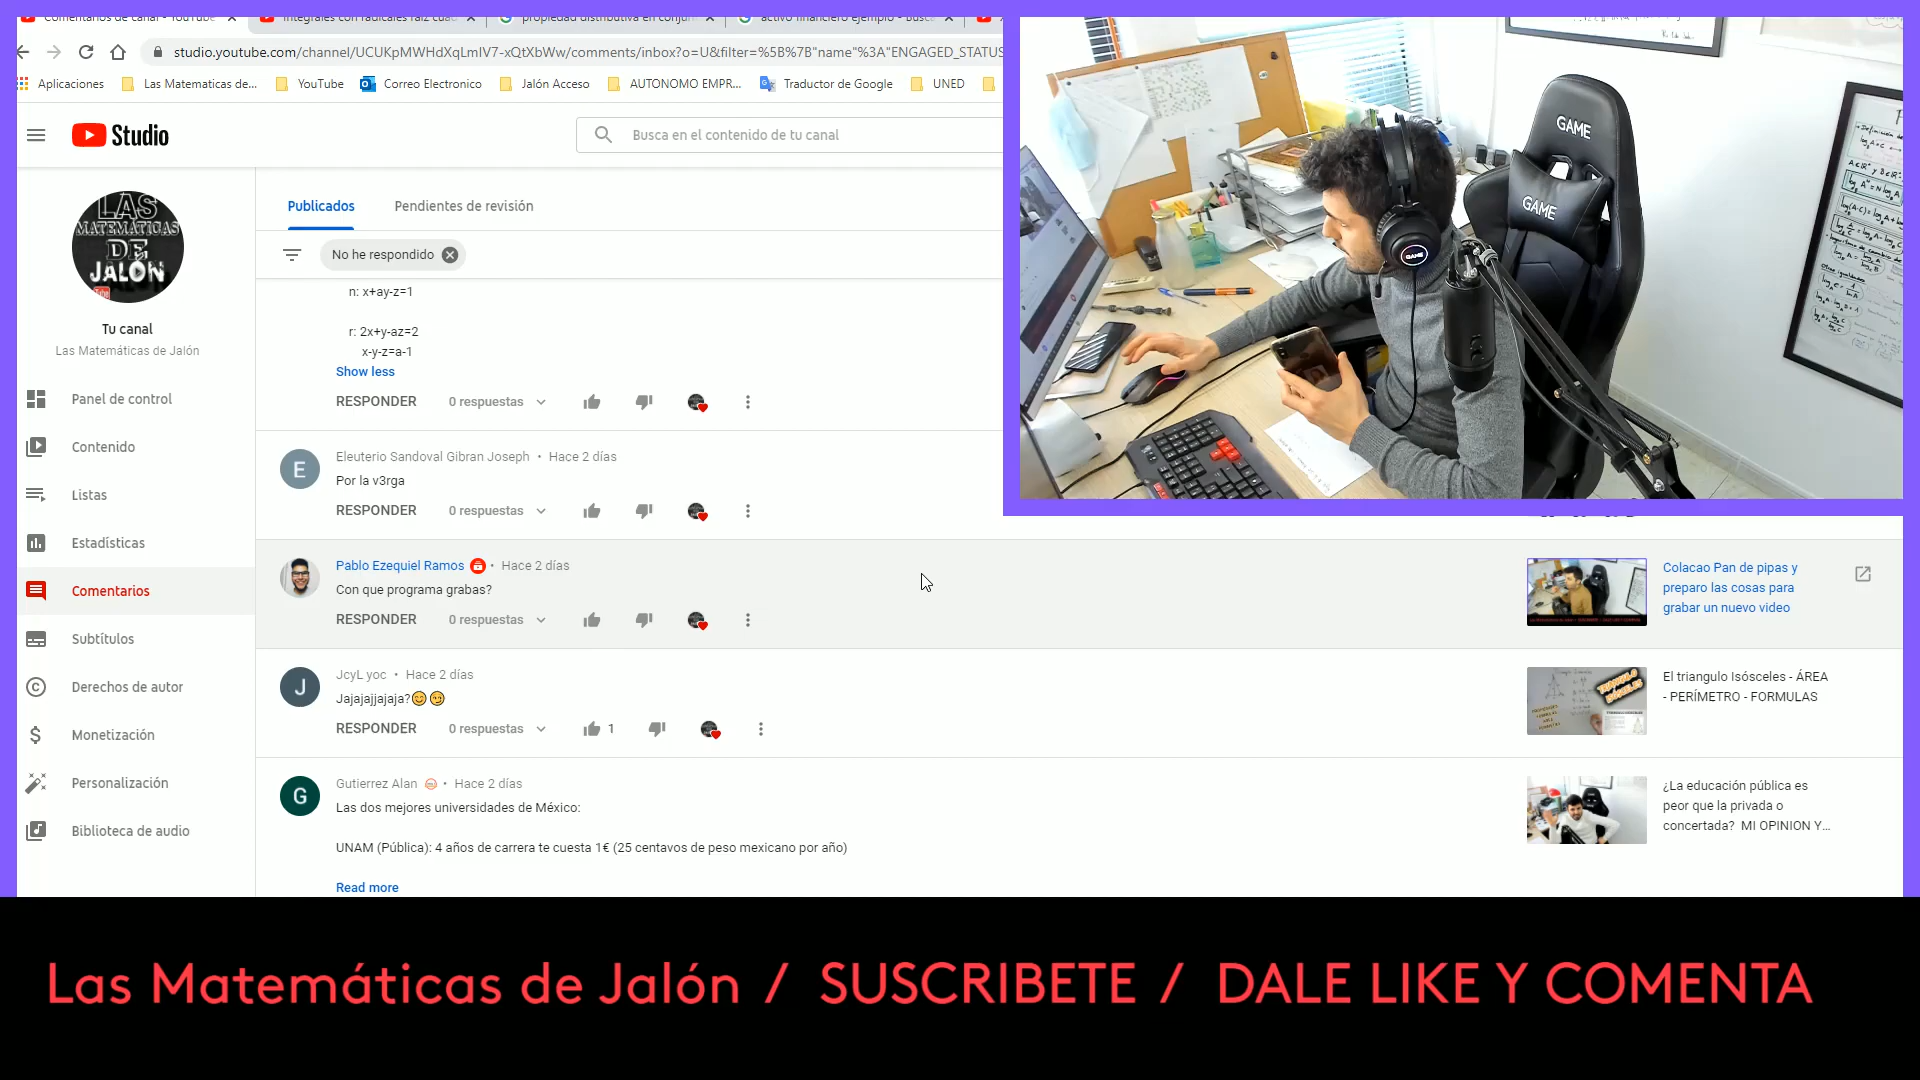 Comentarios de canal - YouTube
Integrales con radicales raiz cuad
propiedad distributiva en conjun
activo financiero ejemplo - Busca
studio.youtube.com/channel/UCUKpMWHdXqLmIV7-xQtXbWw/comments/inbox?o=U&filter=%5B%7B"name"%3A"ENGAGED_STATUS
Aplicaciones
Las Matematicas de...
YouTube
Correo Electronico
Jalón Acceso
AUTONOMO EMPR...
Traductor de Google
UNED
Studio
Busca en el contenido de tu canal
LAS
MATEMÁTICAS
DE
JALÓN
Tu canal
Las Matemáticas de Jalón
Panel de control
Contenido
Listas
Estadísticas
Comentarios
Subtítulos
Derechos de autor
Monetización
Personalización
Biblioteca de audio
Publicados
Pendientes de revisión
No he respondido
n: x+ay-z=1
r: 2x+y-az=2
x-y-z=a-1
Show less
RESPONDER 0 respuestas
Eleuterio Sandoval Gibran Joseph • Hace 2 días
Por la v3rga
RESPONDER 0 respuestas
Pablo Ezequiel Ramos • Hace 2 días
Con que programa grabas?
RESPONDER 0 respuestas
Colacao Pan de pipas y
preparo las cosas para
grabar un nuevo video
JcyL yoc • Hace 2 días
Jajajajjajaja?😊😏
RESPONDER 0 respuestas 1
El triangulo Isósceles - ÁREA
- PERÍMETRO - FORMULAS
Gutierrez Alan • Hace 2 días
Las dos mejores universidades de México:
UNAM (Pública): 4 años de carrera te cuesta 1€ (25 centavos de peso mexicano por año)
Read more
¿La educación pública es
peor que la privada o
concertada? MI OPINION Y...
GAME
GAME
GAME
Las Matemáticas de Jalón / SUSCRIBETE / DALE LIKE Y COMENTA